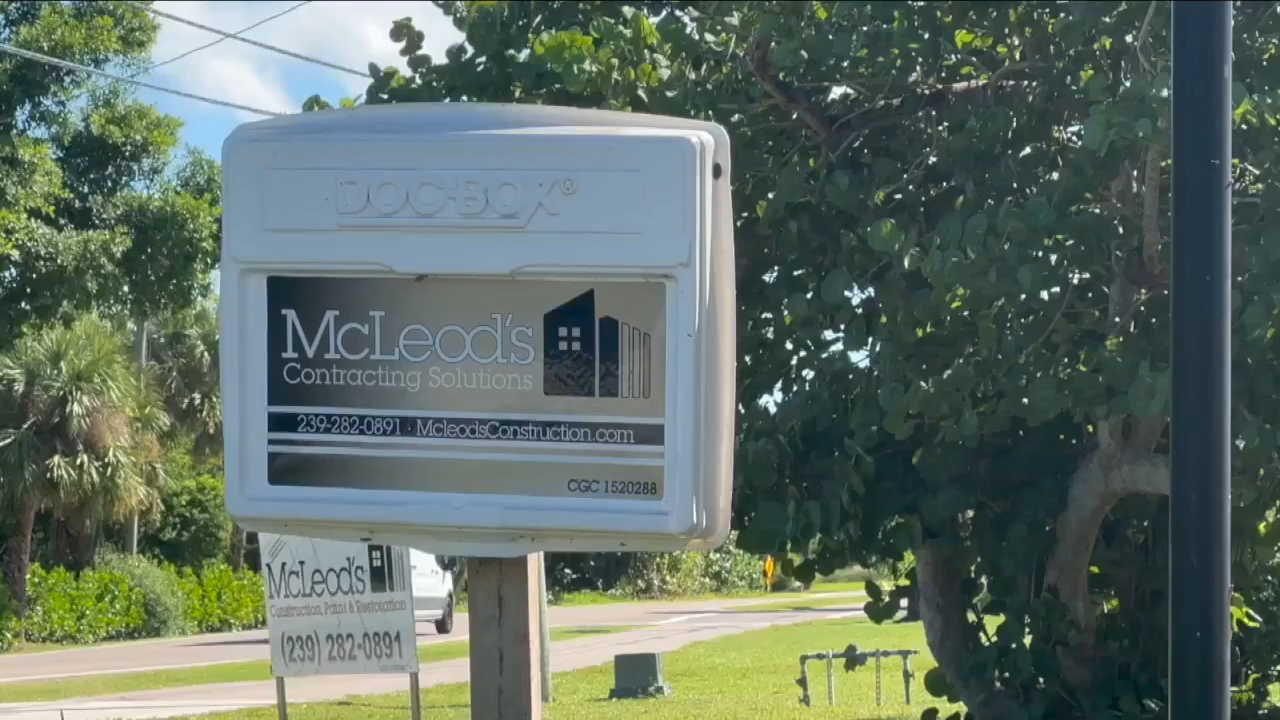 DOC-BOX®
McLeod's
Contracting Solutions
239-282-0891 · McleodsConstruction.com
CGC 1520288
McLeod's
Construction, Paint & Restoration
(239) 282-0891